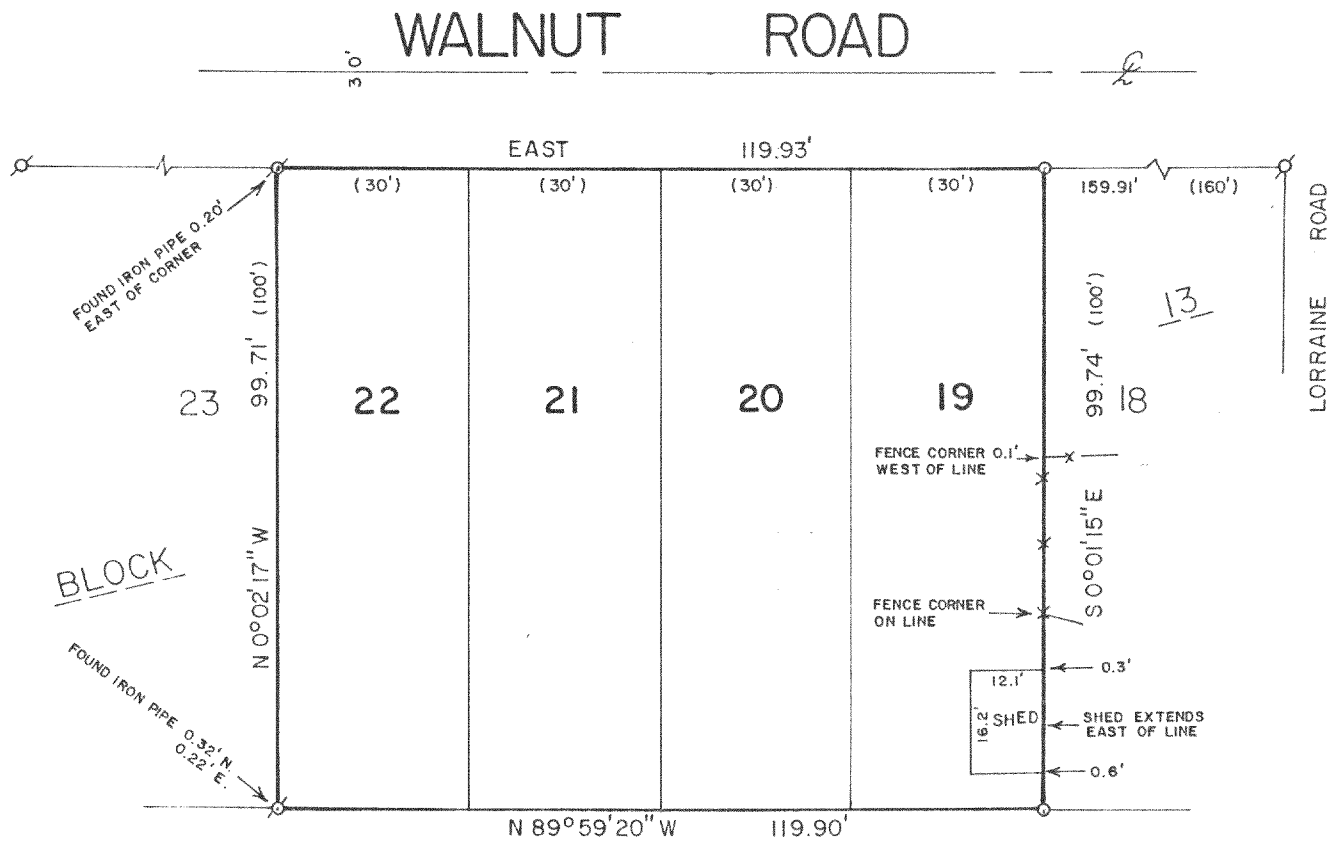 WALNUT ROAD
30'
℄
EAST 119.93'
(30') (30') (30') (30')
159.91' (160')
FOUND IRON PIPE 0.20'
EAST OF CORNER
99.71' (100')
99.74' (100')
13
LORRAINE ROAD
23 22 21 20 19 18
FENCE CORNER 0.1'
WEST OF LINE
BLOCK
N 0°02'17" W
S 0°01'15" E
FENCE CORNER
ON LINE
FOUND IRON PIPE 0.32' N.
0.22' E.
0.3'
12.1'
16.2'
SHED
SHED EXTENDS
EAST OF LINE
0.6'
N 89°59'20" W 119.90'